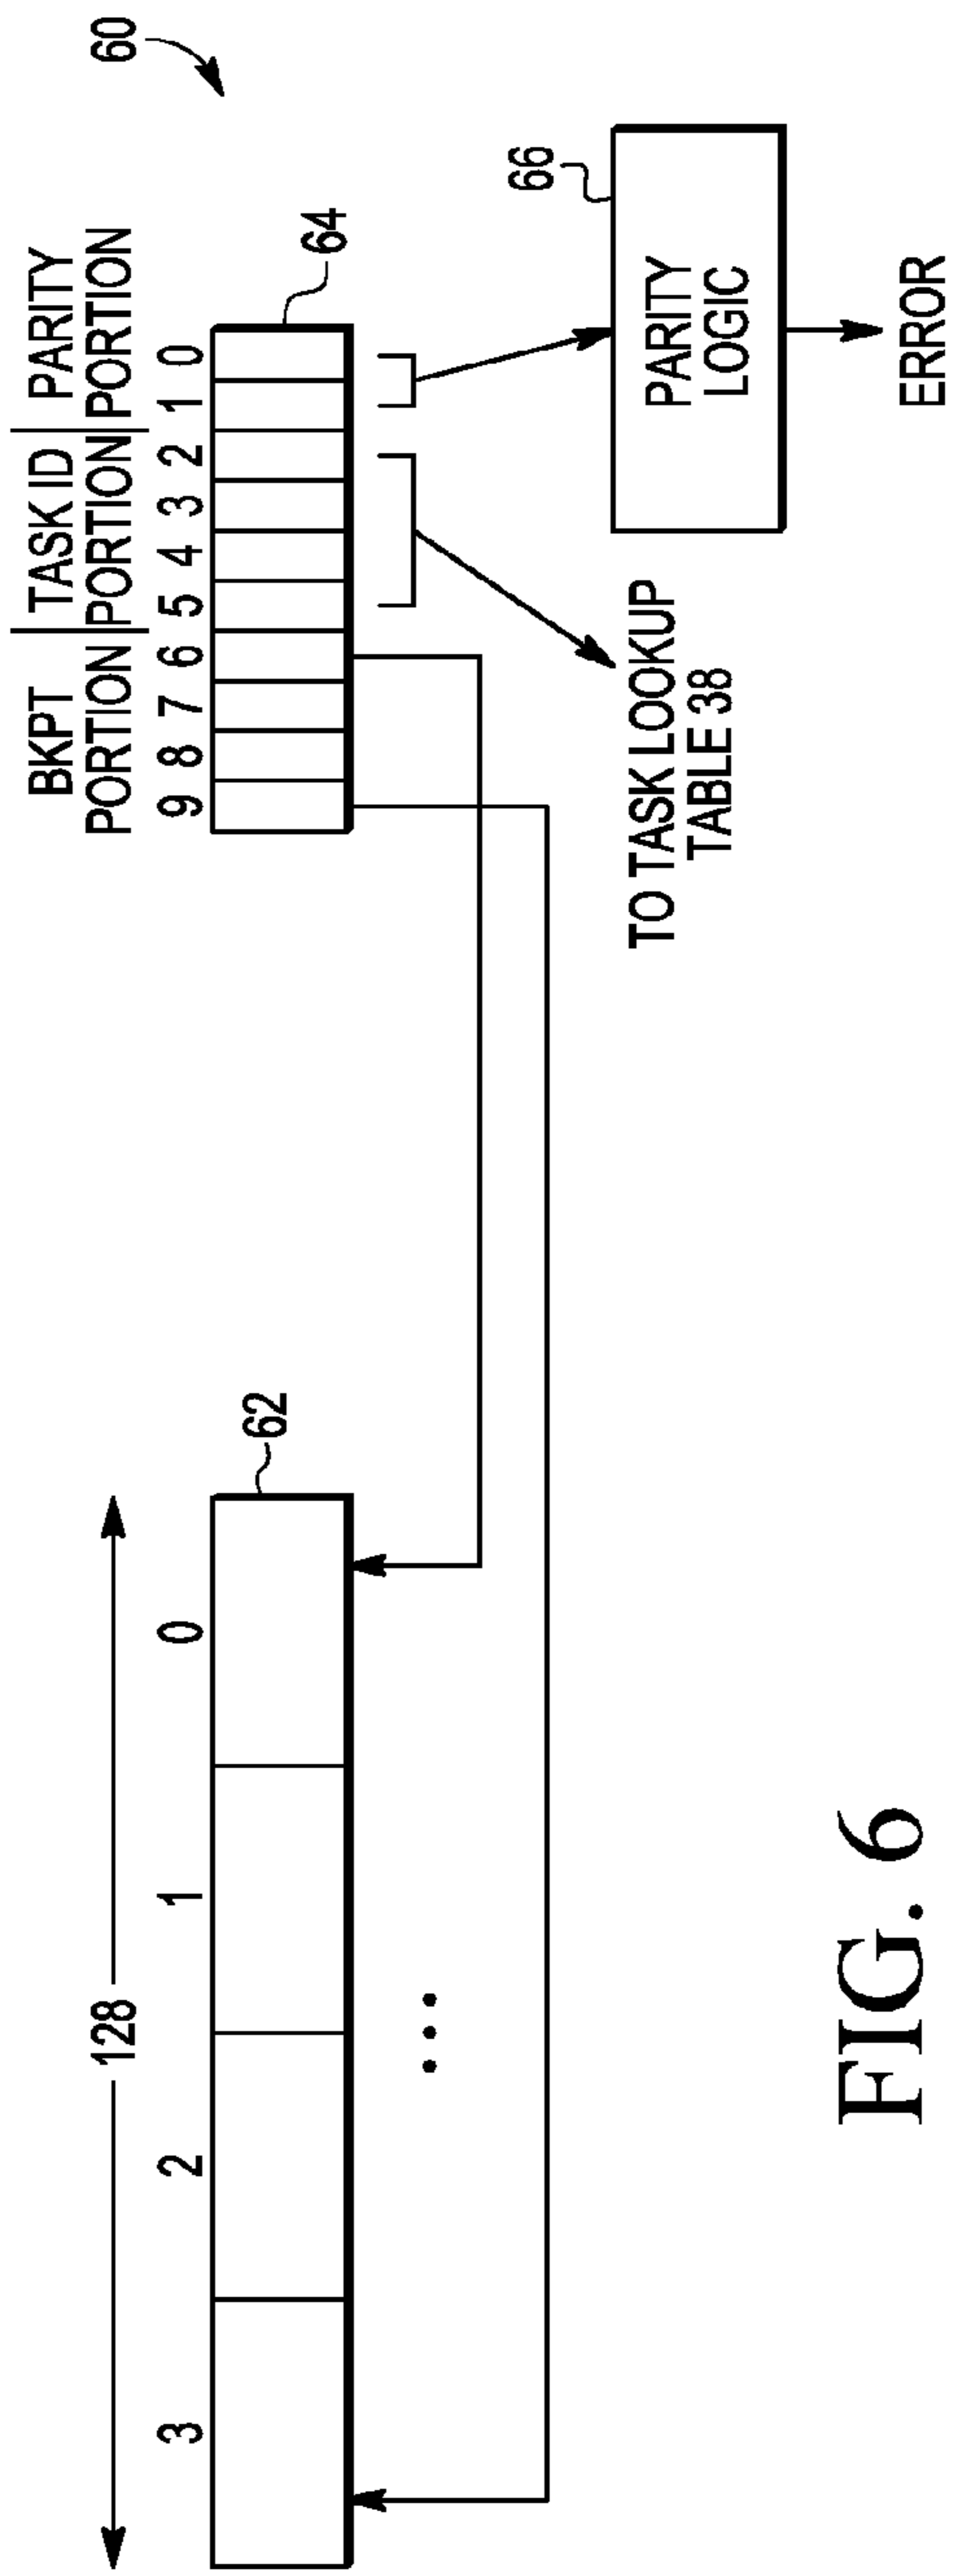 60
128
BKPT
PORTION
TASK ID
PORTION
PARITY
PORTION
3 2 1 0
9 8 7 6 5 4 3 2 1 0
62
64
...
66
PARITY
LOGIC
TO TASK LOOKUP
TABLE 38
ERROR
FIG. 6